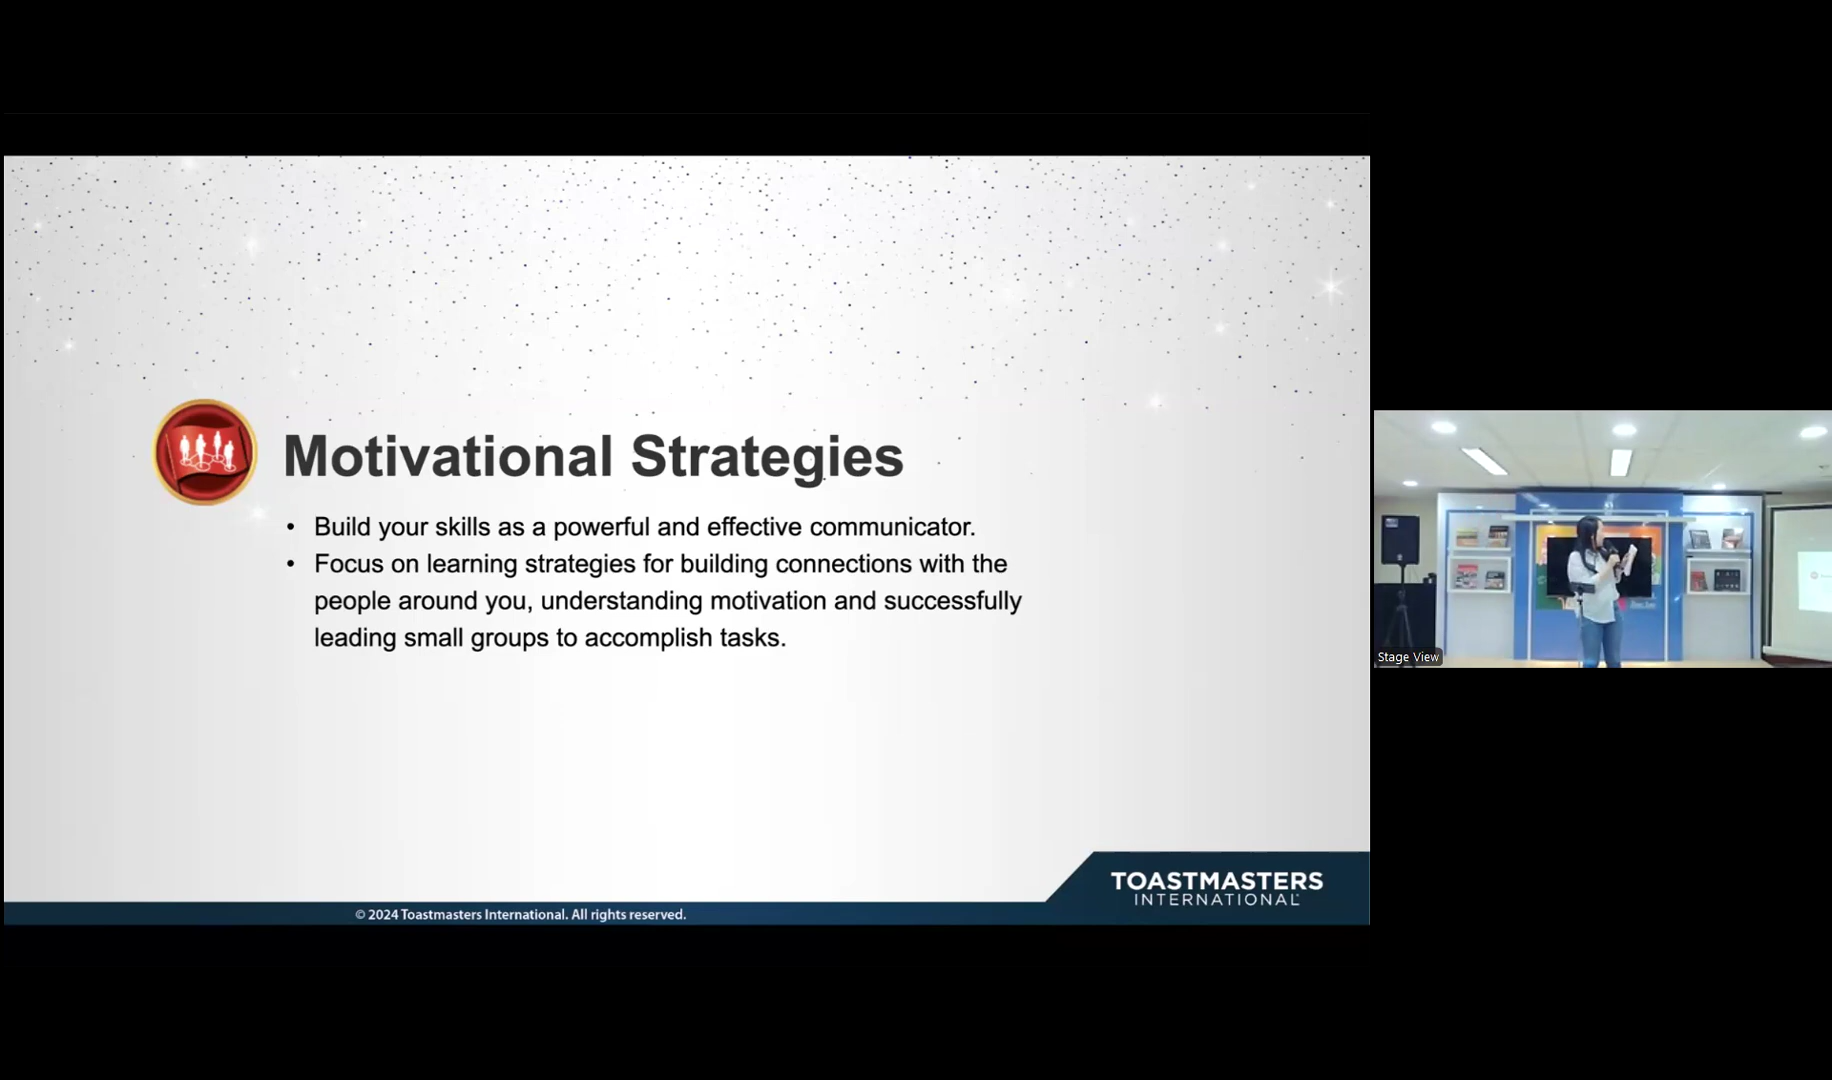 Motivational Strategies
• Build your skills as a powerful and effective communicator.
• Focus on learning strategies for building connections with the
people around you, understanding motivation and successfully
leading small groups to accomplish tasks.
TOASTMASTERS
INTERNATIONAL
© 2024 Toastmasters International. All rights reserved.
Stage View